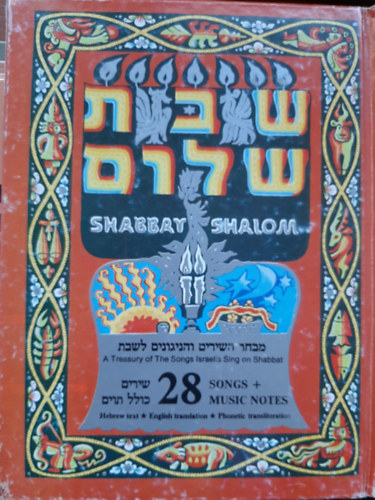 שבת
שלום
SHABBAT SHALOM
מבחר השירים והניגונים לשבת
A Treasury of The Songs Israelis Sing on Shabbat
שירים 28 SONGS +
כולל תוים MUSIC NOTES
Hebrew text ★ English translation ★ Phonetic transliteration